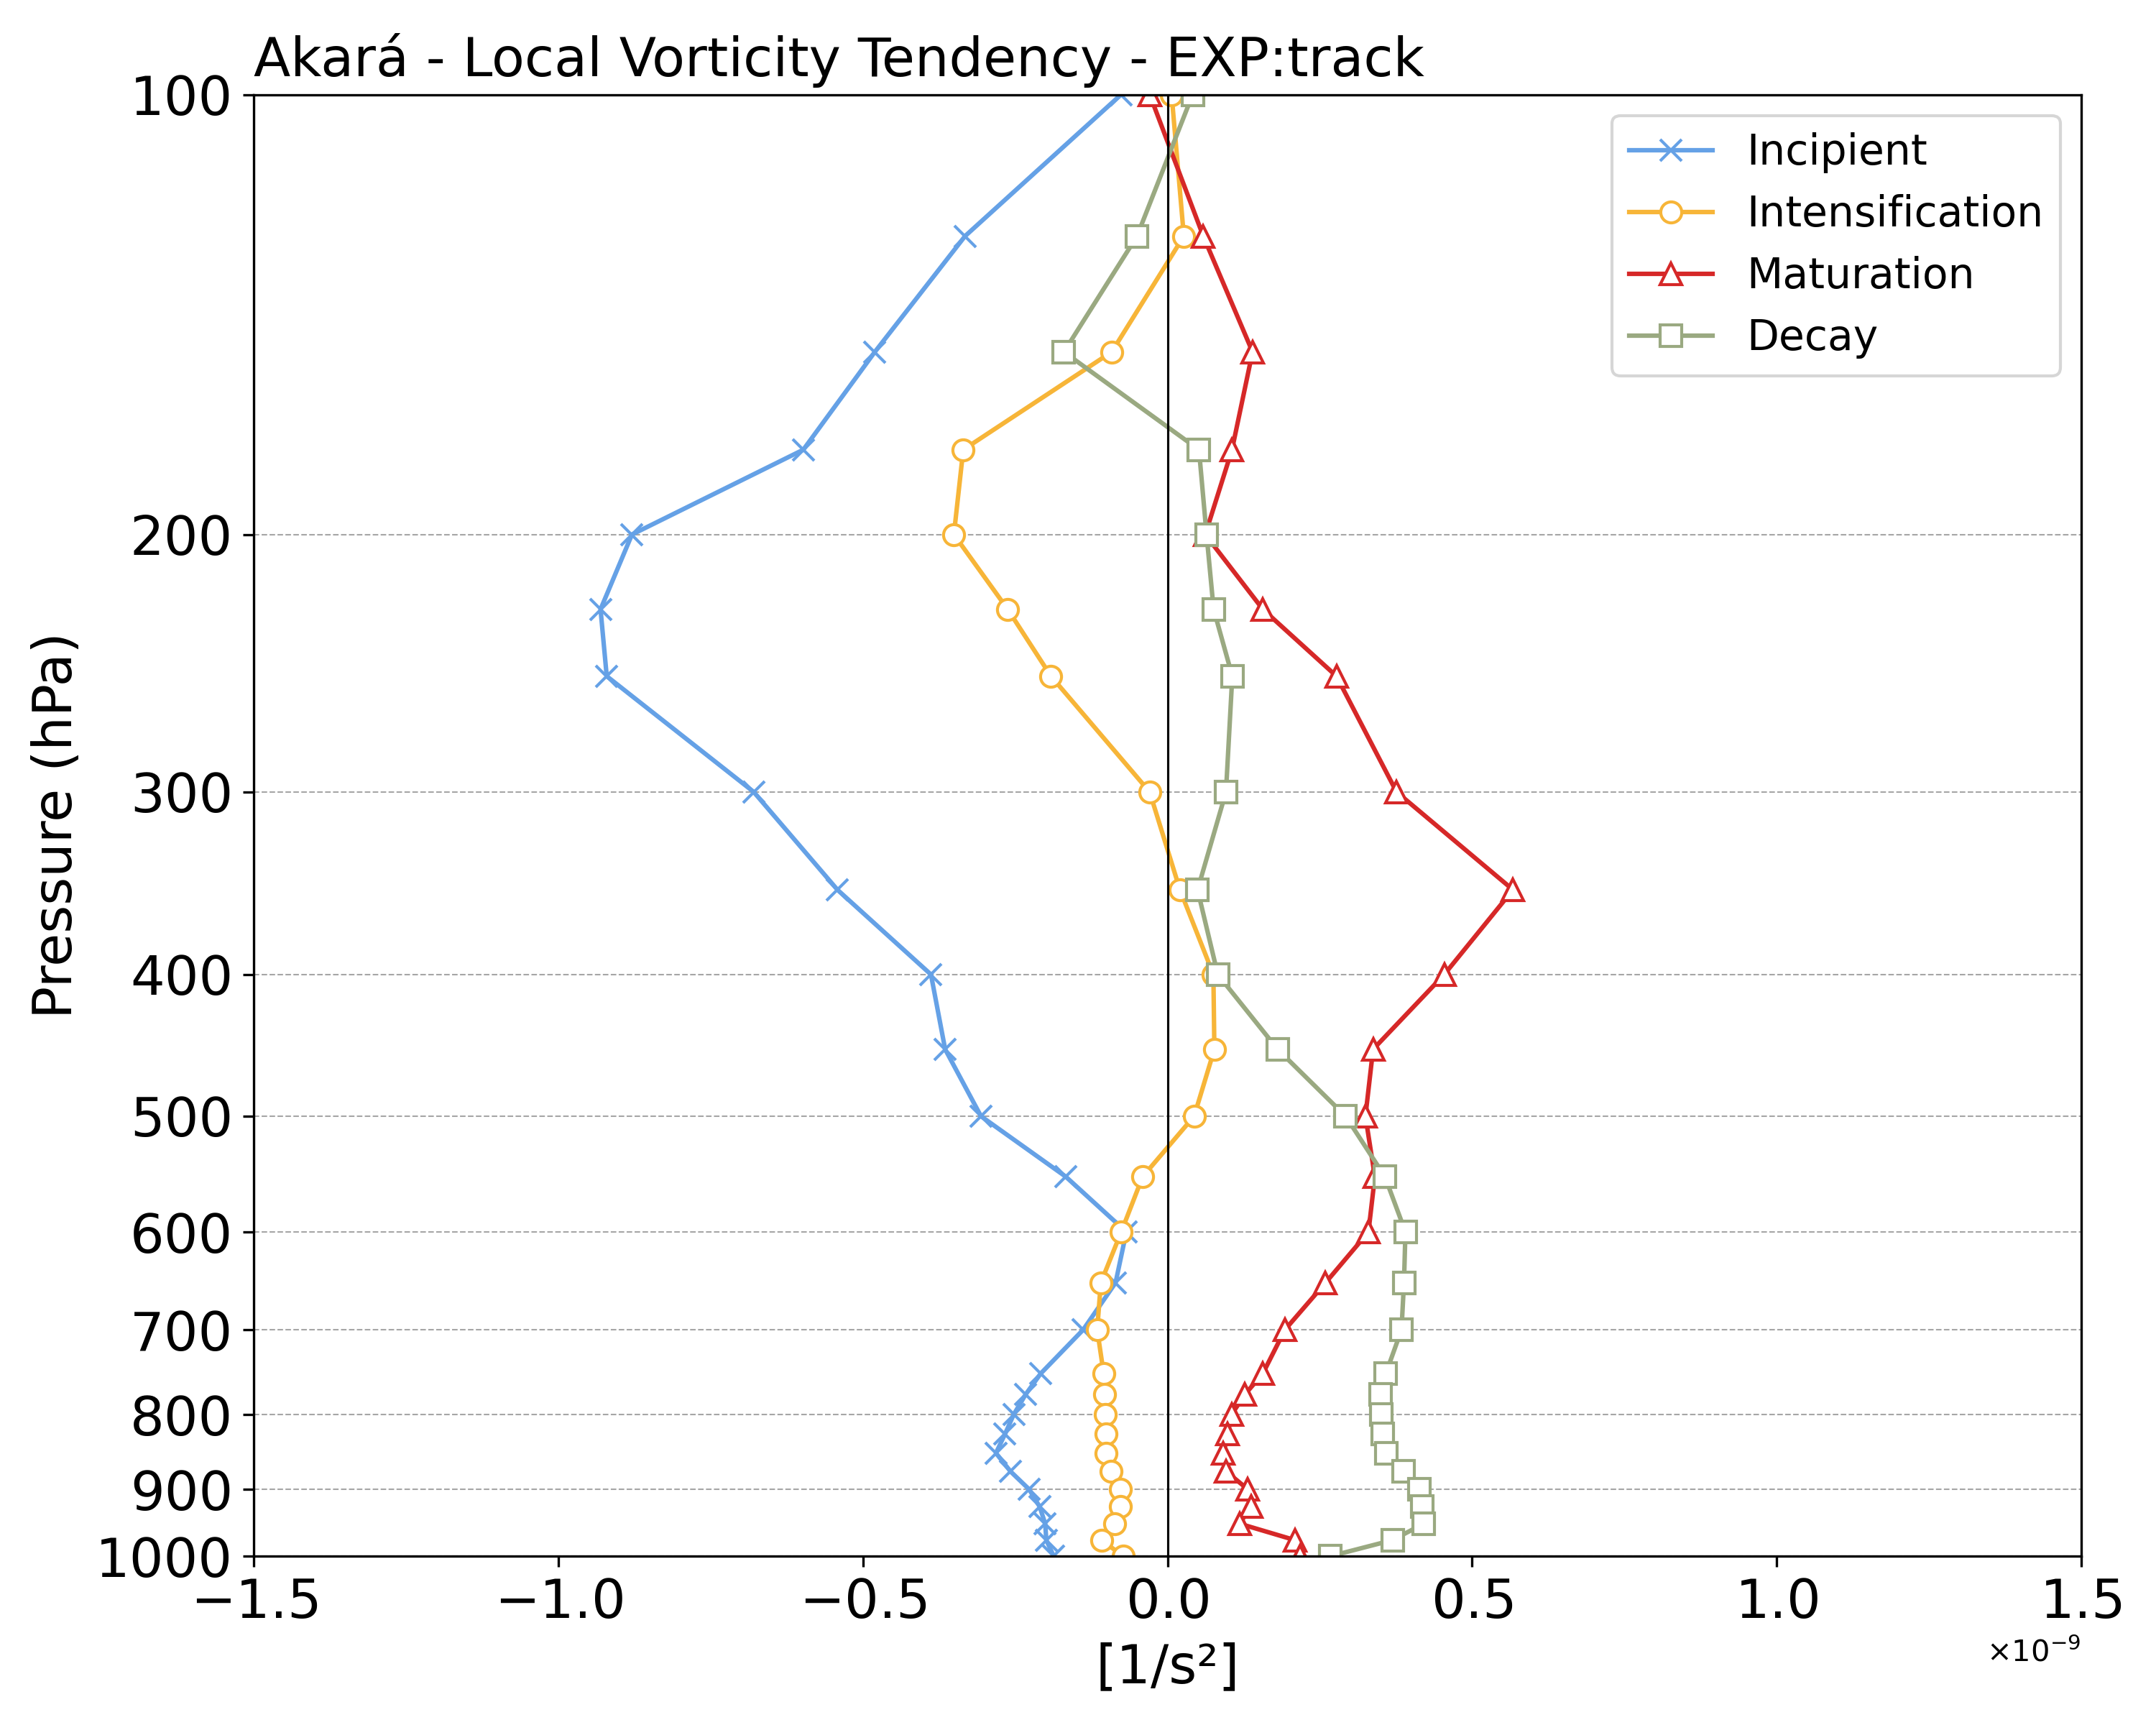 Akará - Local Vorticity Tendency - EXP:track
100
200
300
400
500
600
700
800
900
1000
Pressure (hPa)
Incipient
Intensification
Maturation
Decay
−1.5 −1.0 −0.5 0.0 0.5 1.0 1.5
×10⁻⁹
[1/s²]